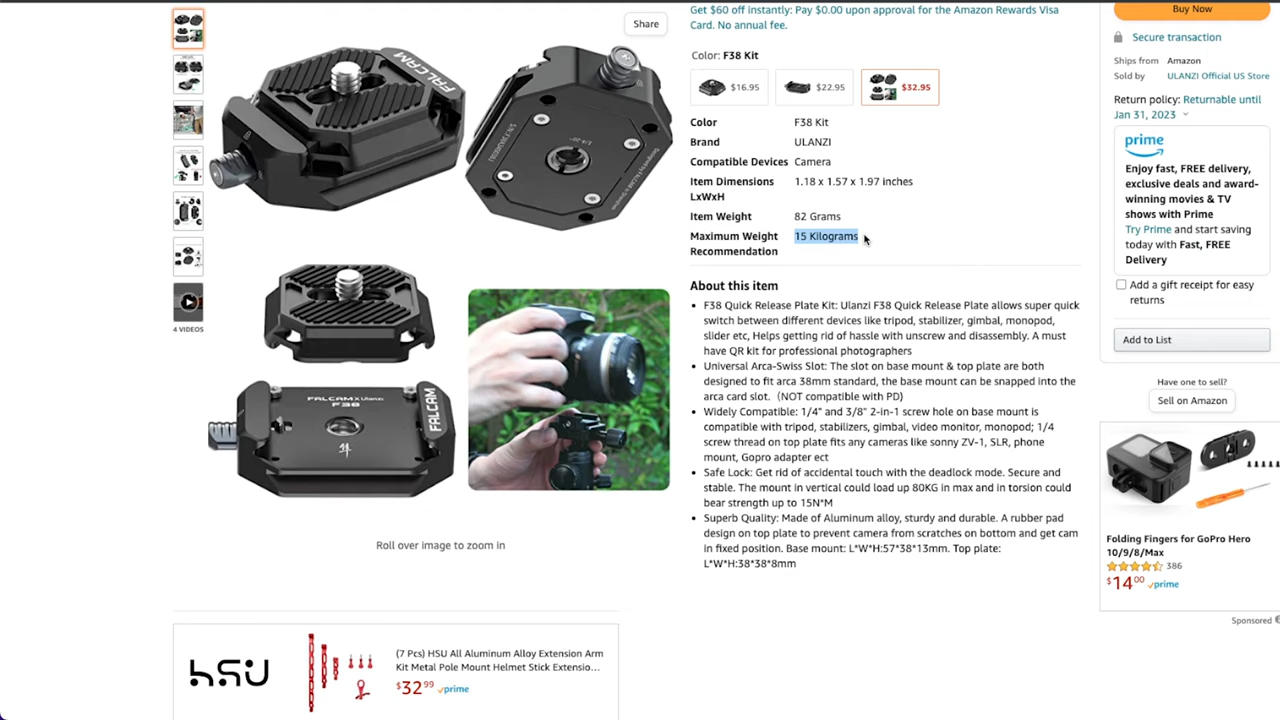 Share
FALCAM
1/4"-20
FALCAM X Ulanzi
F38
FALCAM
4 VIDEOS
Roll over image to zoom in
Get $60 off instantly: Pay $0.00 upon approval for the Amazon Rewards Visa
Card. No annual fee.
Color: F38 Kit
$16.95
$22.95
$32.95
Color F38 Kit
Brand ULANZI
Compatible Devices Camera
Item Dimensions 1.18 x 1.57 x 1.97 inches
LxWxH
Item Weight 82 Grams
Maximum Weight 15 Kilograms
Recommendation
About this item
F38 Quick Release Plate Kit: Ulanzi F38 Quick Release Plate allows super quick
switch between different devices like tripod, stabilizer, gimbal, monopod,
slider etc, Helps getting rid of hassle with unscrew and disassembly. A must
have QR kit for professional photographers
Universal Arca-Swiss Slot: The slot on base mount & top plate are both
designed to fit arca 38mm standard, the base mount can be snapped into the
arca card slot.（NOT compatible with PD)
Widely Compatible: 1/4" and 3/8" 2-in-1 screw hole on base mount is
compatible with tripod, stabilizers, gimbal, video monitor, monopod; 1/4
screw thread on top plate fits any cameras like sonny ZV-1, SLR, phone
mount, Gopro adapter ect
Safe Lock: Get rid of accidental touch with the deadlock mode. Secure and
stable. The mount in vertical could load up 80KG in max and in torsion could
bear strength up to 15N*M
Superb Quality: Made of Aluminum alloy, sturdy and durable. A rubber pad
design on top plate to prevent camera from scratches on bottom and get cam
in fixed position. Base mount: L*W*H:57*38*13mm. Top plate:
L*W*H:38*38*8mm
Buy Now
Secure transaction
Ships from Amazon
Sold by ULANZI Official US Store
Return policy: Returnable until
Jan 31, 2023
prime
Enjoy fast, FREE delivery,
exclusive deals and award-
winning movies & TV
shows with Prime
Try Prime and start saving
today with Fast, FREE
Delivery
Add a gift receipt for easy
returns
Add to List
Have one to sell?
Sell on Amazon
Folding Fingers for GoPro Hero
10/9/8/Max
386
$14.00 prime
Sponsored
hsu
(7 Pcs) HSU All Aluminum Alloy Extension Arm
Kit Metal Pole Mount Helmet Stick Extensio...
$32.99 prime